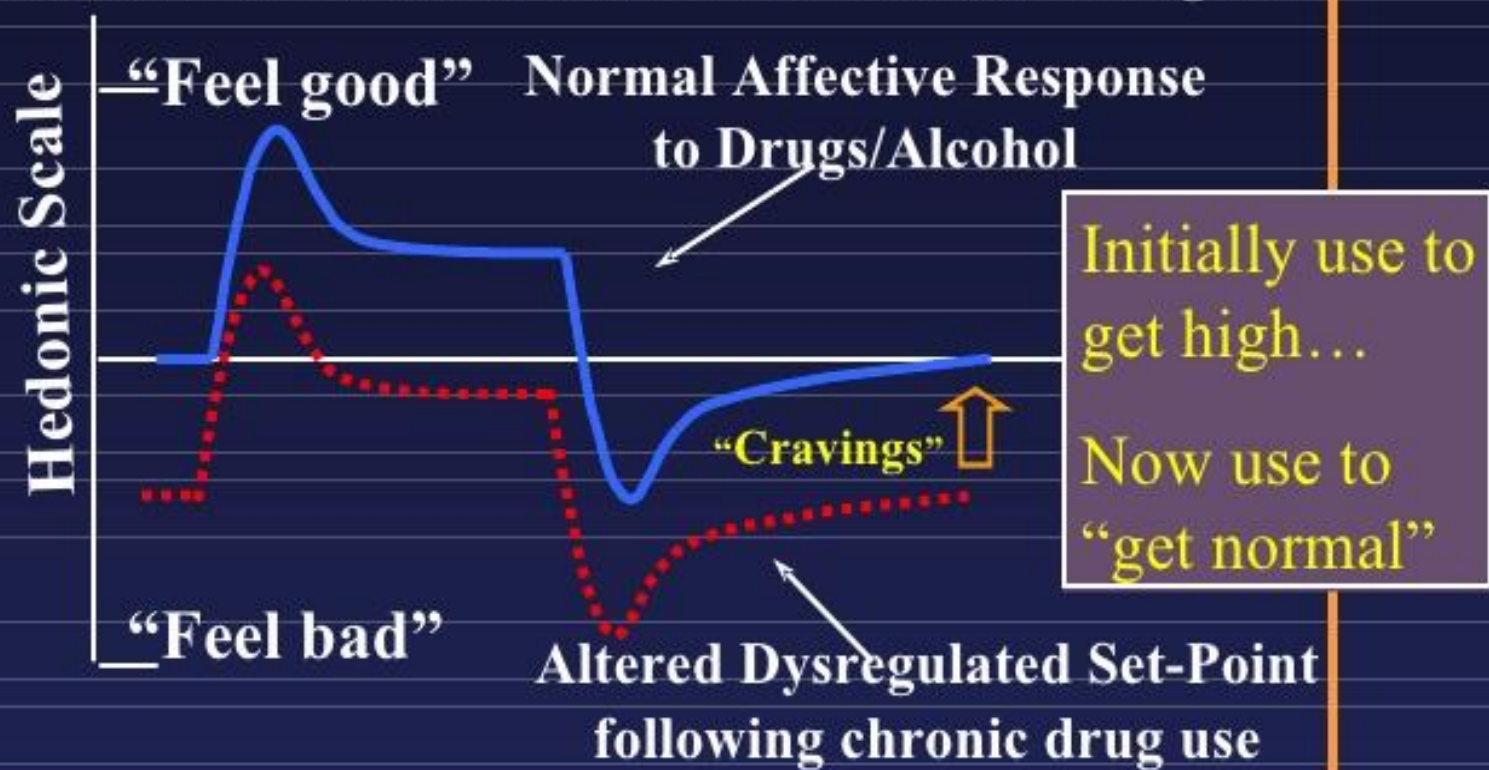 Hedonic Scale
“Feel good”
Normal Affective Response
to Drugs/Alcohol
Initially use to
get high…
Now use to
“get normal”
“Cravings”
“Feel bad”
Altered Dysregulated Set-Point
following chronic drug use